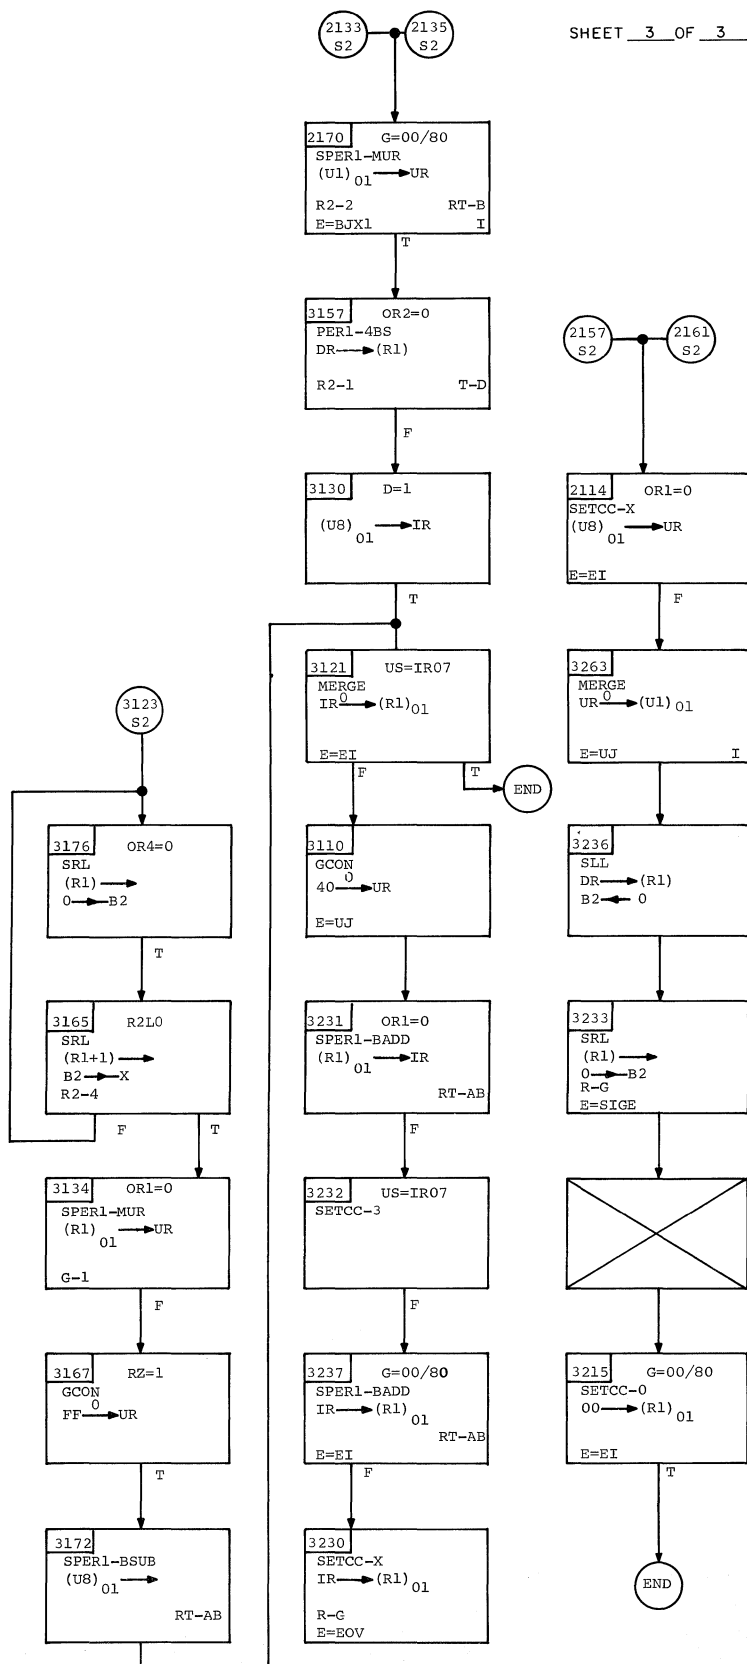 SHEET 3 OF 3
2133
S2
2135
S2
2170 G=00/80
SPER1-MUR
(U1)01 UR
R2-2 RT-B
E=BJX1 I
T
3157 OR2=0
PER1-4BS
DR (R1)
R2-1 T-D
F
3130 D=1
(U8)01 IR
T
3121 US=IR07
MERGE
IR 0 (R1)01
E=EI
F
T
END
3110
GCON
0
40 UR
E=UJ
3231 OR1=0
SPER1-BADD
(R1)01 IR
RT-AB
F
3232 US=IR07
SETCC-3
F
3237 G=00/80
SPER1-BADD
IR (R1)01
RT-AB
E=EI
F
3230
SETCC-X
IR (R1)01
R-G
E=EOV
3123
S2
3176 OR4=0
SRL
(R1)
0 B2
T
3165 R2L0
SRL
(R1+1)
B2 X
R2-4
F
T
3134 OR1=0
SPER1-MUR
(R1)01 UR
G-1
F
3167 RZ=1
GCON
0
FF UR
T
3172
SPER1-BSUB
(U8)01
RT-AB
2157
S2
2161
S2
2114 OR1=0
SETCC-X
(U8)01 UR
E=EI
F
3263
MERGE
UR 0 (U1)01
E=UJ I
3236
SLL
DR (R1)
B2 0
3233
SRL
(R1)
0 B2
R-G
E=SIGE
3215 G=00/80
SETCC-0
00 (R1)01
E=EI
T
END